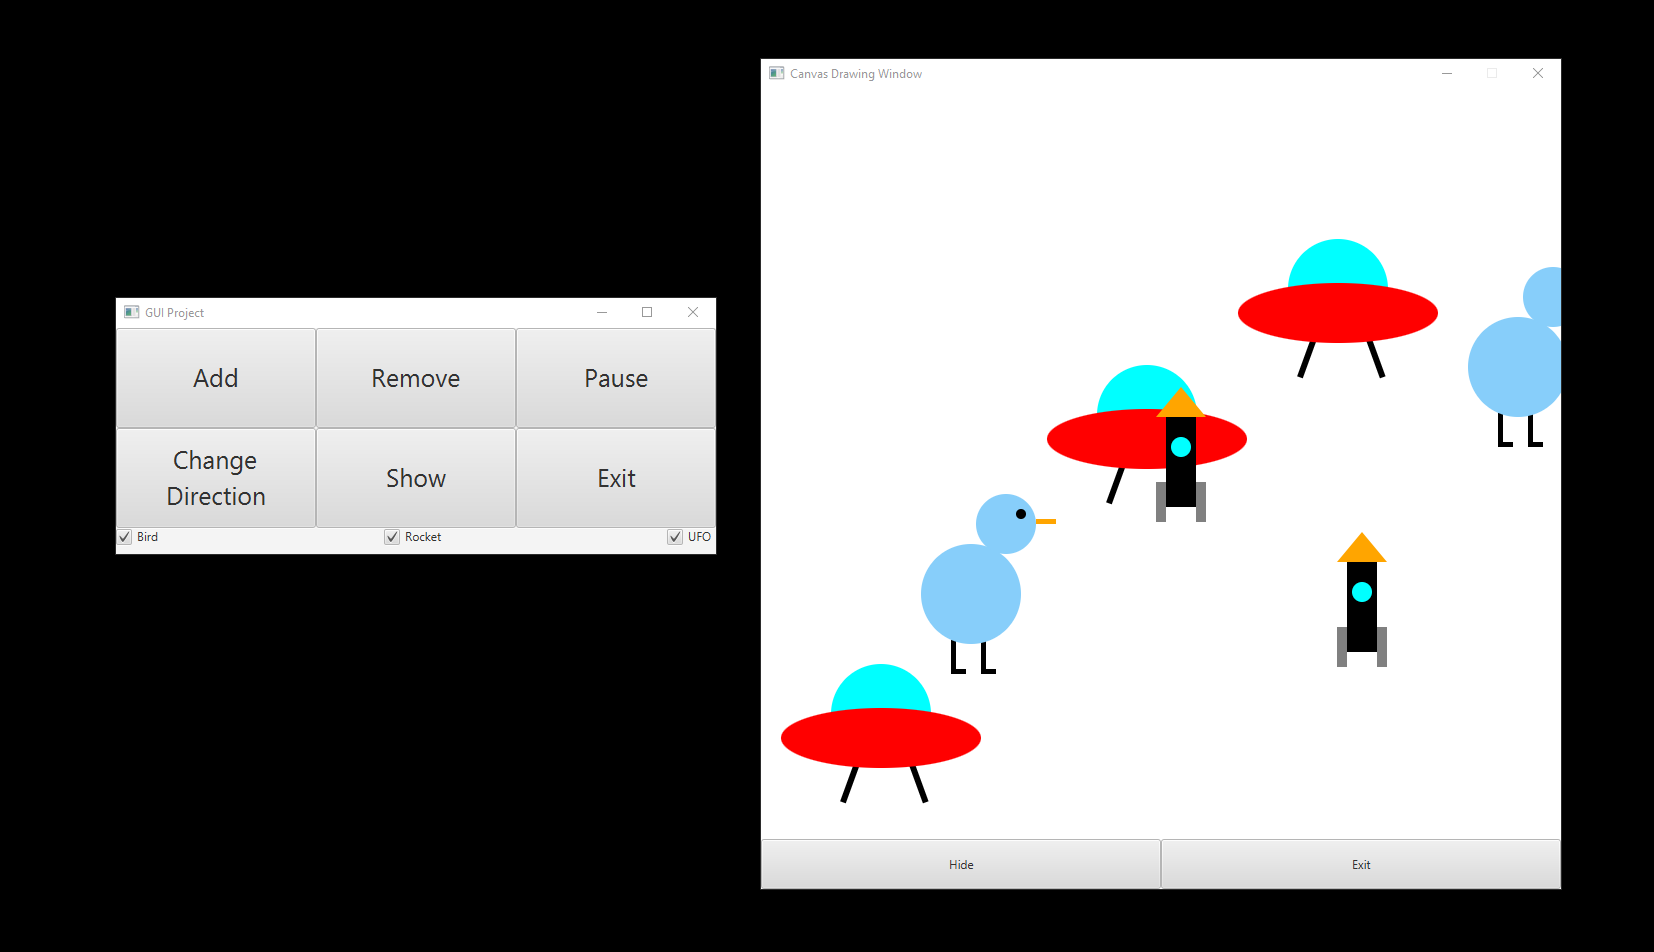 GUI Project
Add
Remove
Pause
Change
Direction
Show
Exit
Bird
Rocket
UFO
Canvas Drawing Window
Hide
Exit